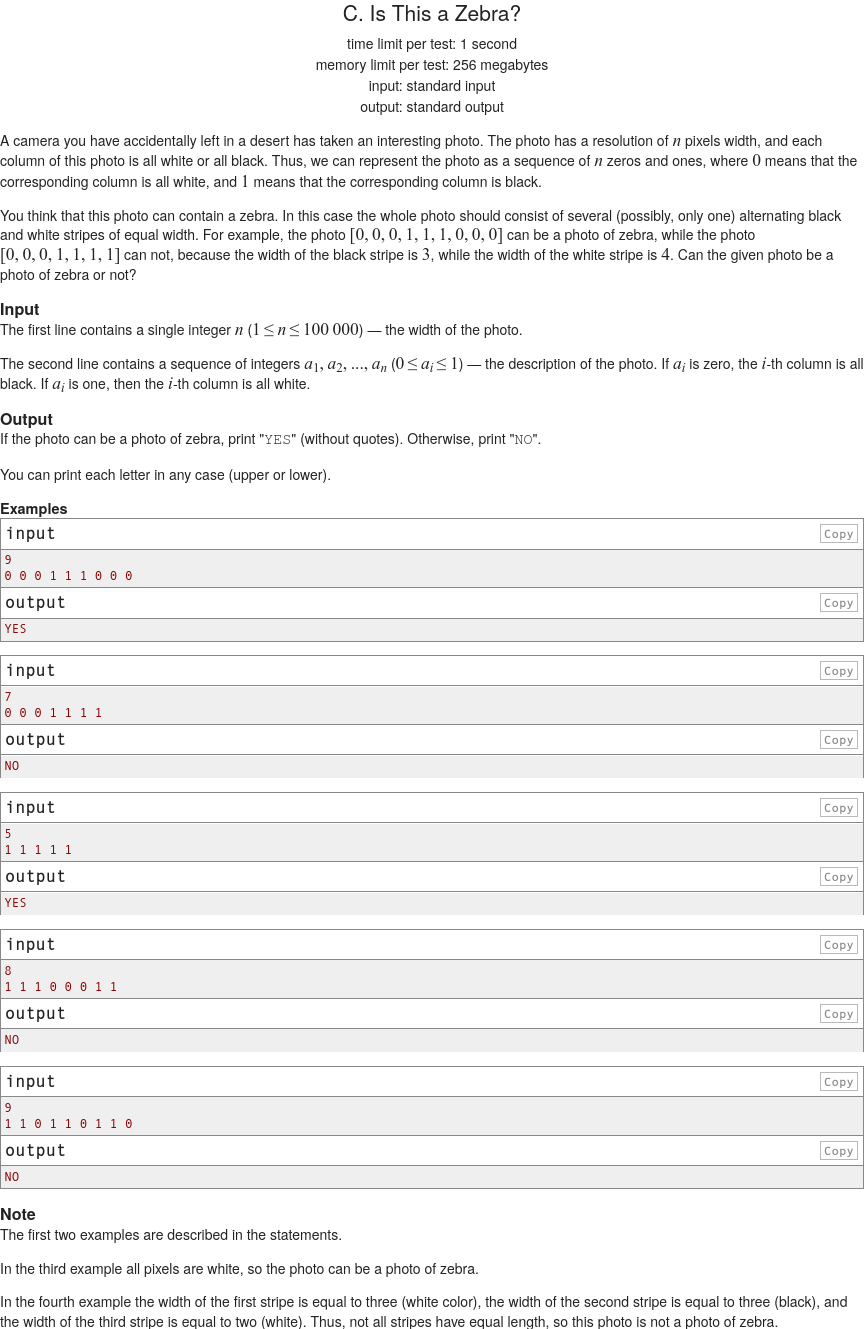 C. Is This a Zebra?
time limit per test: 1 second
memory limit per test: 256 megabytes
input: standard input
output: standard output
A camera you have accidentally left in a desert has taken an interesting photo. The photo has a resolution of n pixels width, and each
column of this photo is all white or all black. Thus, we can represent the photo as a sequence of n zeros and ones, where 0 means that the
corresponding column is all white, and 1 means that the corresponding column is black.
You think that this photo can contain a zebra. In this case the whole photo should consist of several (possibly, only one) alternating black
and white stripes of equal width. For example, the photo [0, 0, 0, 1, 1, 1, 0, 0, 0] can be a photo of zebra, while the photo
[0, 0, 0, 1, 1, 1, 1] can not, because the width of the black stripe is 3, while the width of the white stripe is 4. Can the given photo be a
photo of zebra or not?
Input
The first line contains a single integer n (1 ≤ n ≤ 100 000) — the width of the photo.
The second line contains a sequence of integers a1, a2, ..., an (0 ≤ ai ≤ 1) — the description of the photo. If ai is zero, the i-th column is all
black. If ai is one, then the i-th column is all white.
Output
If the photo can be a photo of zebra, print "YES" (without quotes). Otherwise, print "NO".
You can print each letter in any case (upper or lower).
Examples
input Copy
9
0 0 0 1 1 1 0 0 0
output Copy
YES
input Copy
7
0 0 0 1 1 1 1
output Copy
NO
input Copy
5
1 1 1 1 1
output Copy
YES
input Copy
8
1 1 1 0 0 0 1 1
output Copy
NO
input Copy
9
1 1 0 1 1 0 1 1 0
output Copy
NO
Note
The first two examples are described in the statements.
In the third example all pixels are white, so the photo can be a photo of zebra.
In the fourth example the width of the first stripe is equal to three (white color), the width of the second stripe is equal to three (black), and
the width of the third stripe is equal to two (white). Thus, not all stripes have equal length, so this photo is not a photo of zebra.